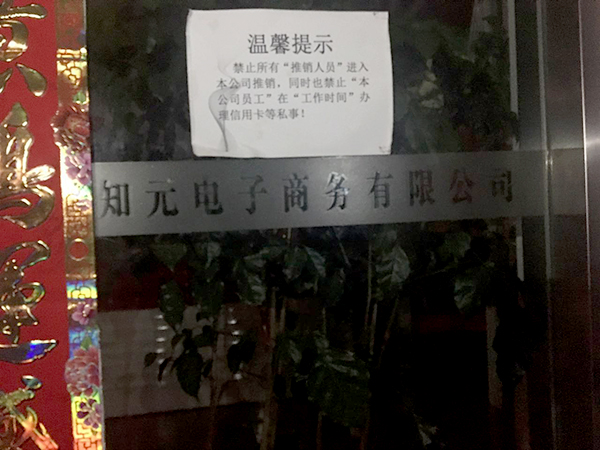 温馨提示
禁止所有“推销人员”进入
本公司推销，同时也禁止“本
公司员工”在“工作时间”办
理信用卡等私事！
知元电子商务有限公司